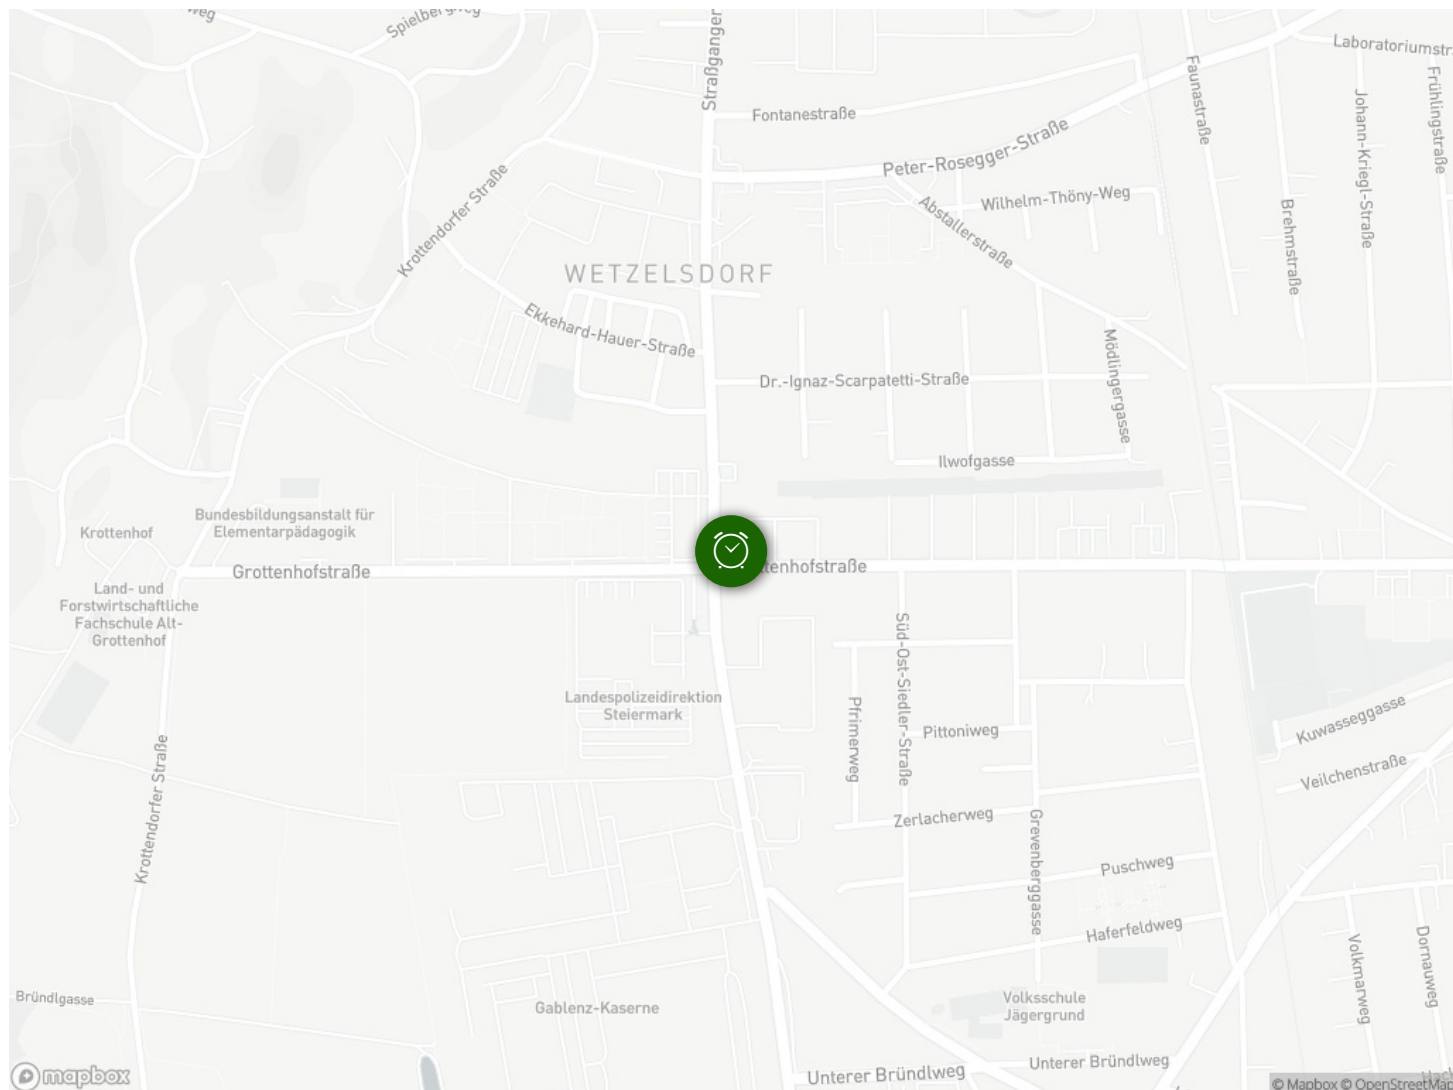 Weg
Spielbergweg
Straßganger
Laboratoriumstr
Fontanestraße
Faunastraße
Frühlingstraße
Johann-Kriegl-Straße
Peter-Rosegger-Straße
Krottendorfer Straße
Wilhelm-Thöny-Weg
Abstallerstraße
Brehmstraße
WETZELSDORF
Ekkehard-Hauer-Straße
Mödlingergasse
Dr.-Ignaz-Scarpatetti-Straße
Ilwofgasse
Bundesbildungsanstalt für
Elementarpädagogik
Krottenhof
Grottenhofstraße
ttenhofstraße
Land- und
Forstwirtschaftliche
Fachschule Alt-
Grottenhof
Süd-Ost-Siedler-Straße
Landespolizeidirektion
Steiermark
Pfrimerweg
Pittoniweg
Kuwasseggasse
Veilchenstraße
Krottendorfer Straße
Zerlacherweg
Grevenberggasse
Puschweg
Haferfeldweg
Volkmarweg
Dornauweg
Bründlgasse
Gablenz-Kaserne
Volksschule
Jägergrund
Unterer Bründlweg
Unterer Bründlweg
mapbox
© Mapbox © OpenStreetMap